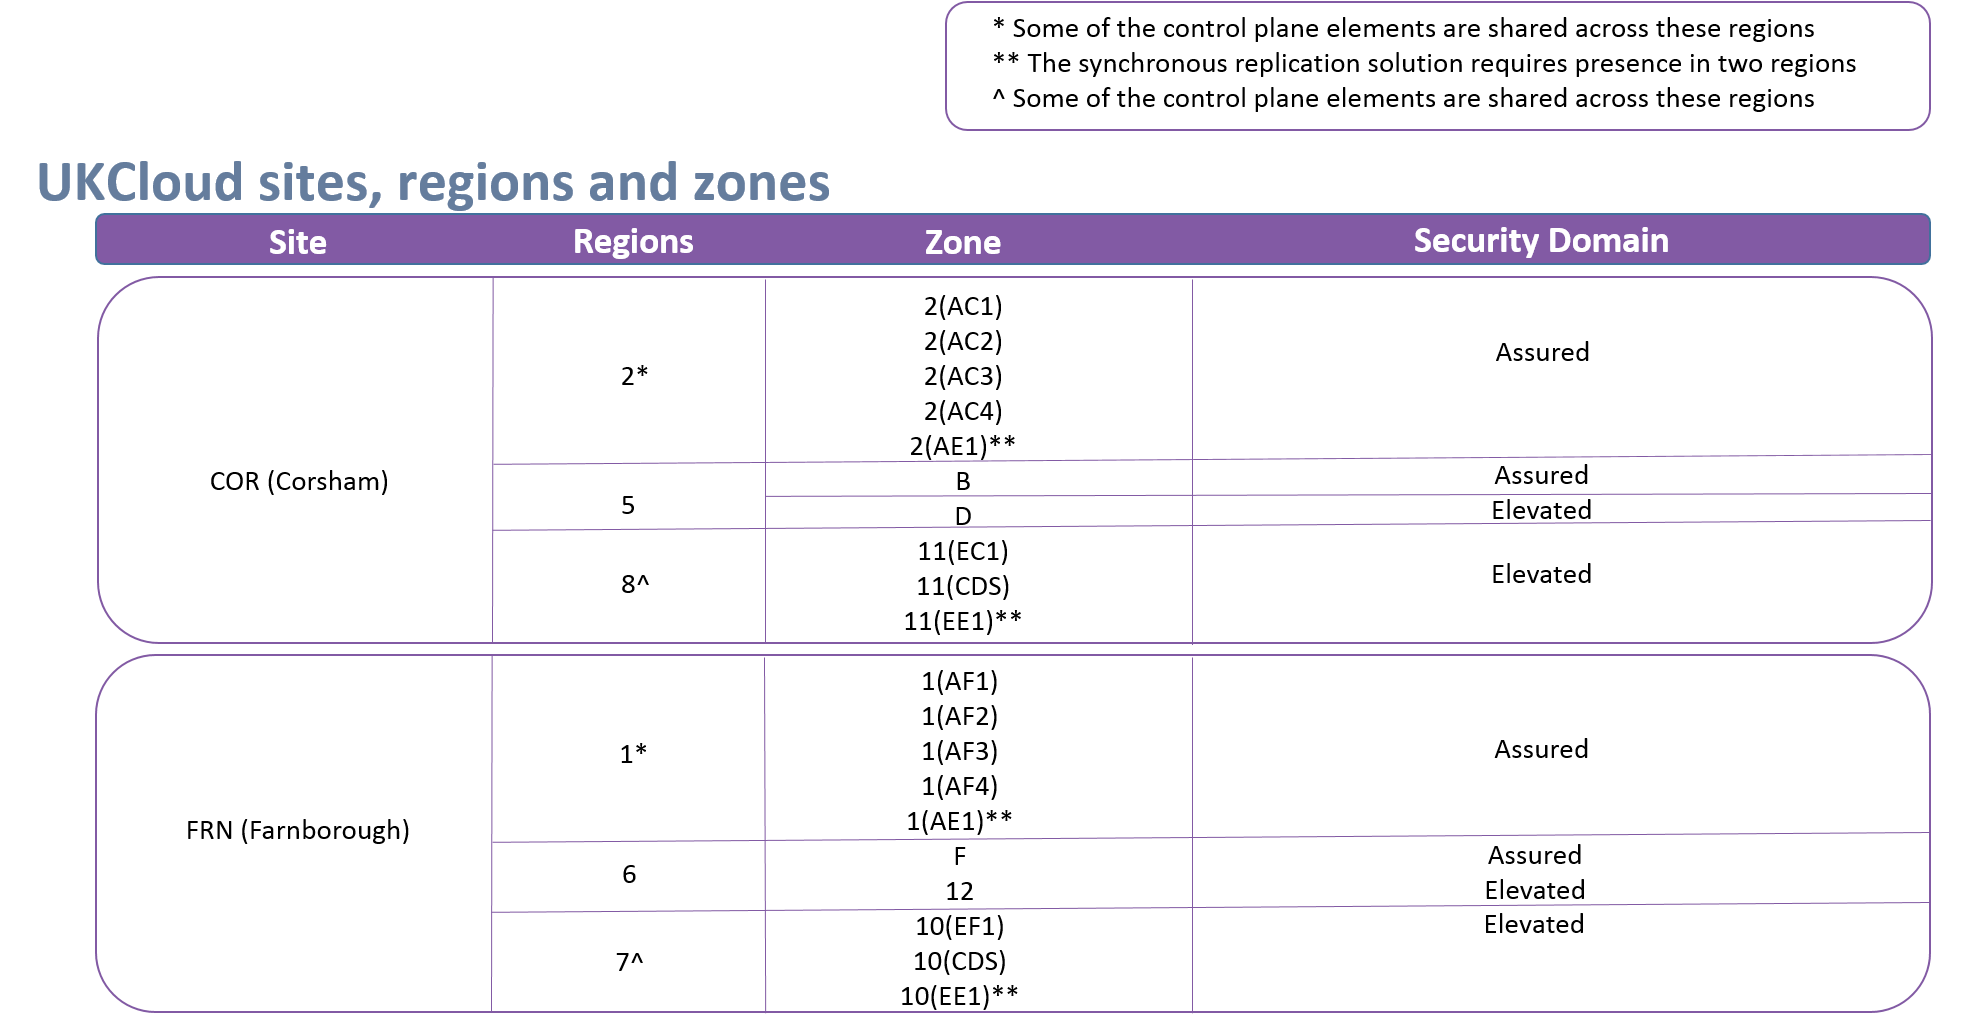 * Some of the control plane elements are shared across these regions
** The synchronous replication solution requires presence in two regions
^ Some of the control plane elements are shared across these regions
UKCloud sites, regions and zones
Site Regions Zone Security Domain
COR (Corsham)
2*
2(AC1)
2(AC2)
2(AC3)
2(AC4)
2(AE1)**
Assured
5
B
Assured
D
Elevated
8^
11(EC1)
11(CDS)
11(EE1)**
Elevated
FRN (Farnborough)
1*
1(AF1)
1(AF2)
1(AF3)
1(AF4)
1(AE1)**
Assured
6
F
Assured
12
Elevated
7^
10(EF1)
10(CDS)
10(EE1)**
Elevated